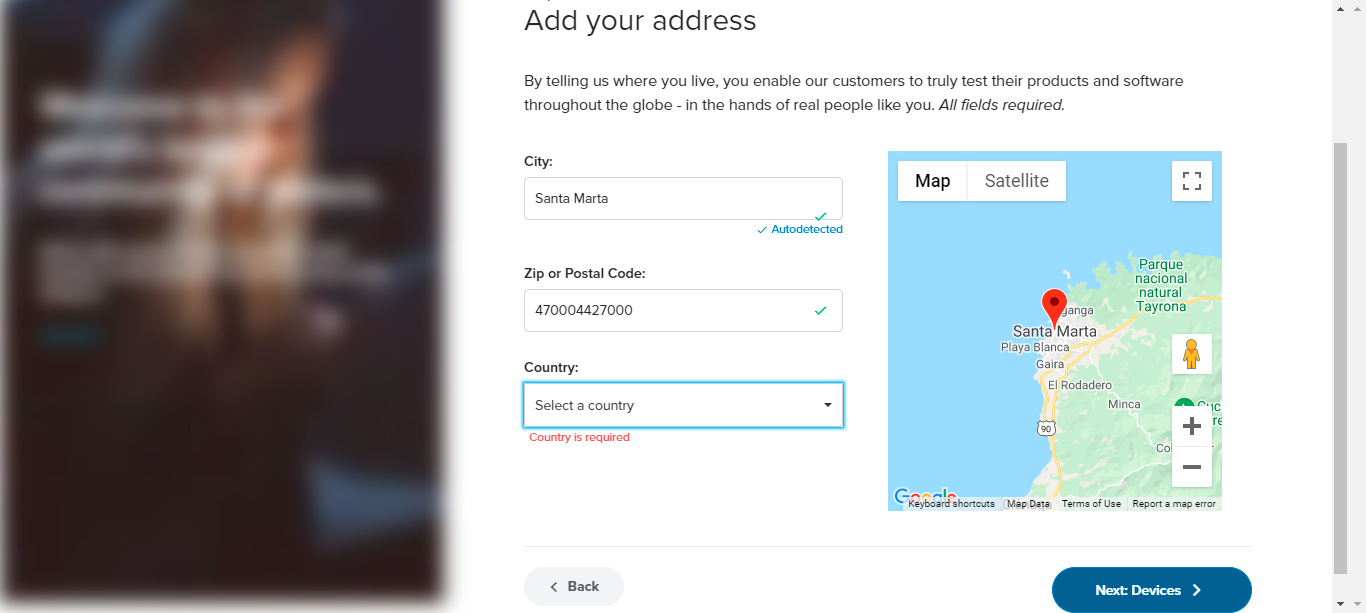 Add your address
By telling us where you live, you enable our customers to truly test their products and software
throughout the globe - in the hands of real people like you. All fields required.
City:
Santa Marta
Autodetected
Zip or Postal Code:
470004427000
Country:
Select a country
Country is required
Map
Satellite
Parque
nacional
natural
Tayrona
ganga
Santa Marta
Playa Blanca
Gaira
El Rodadero
Minca
90
Google
Keyboard shortcuts
Map Data
Terms of Use
Report a map error
Back
Next: Devices